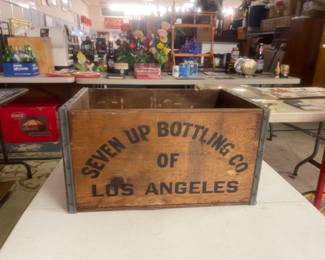 SEVEN UP BOTTLING CO
OF
LOS ANGELES